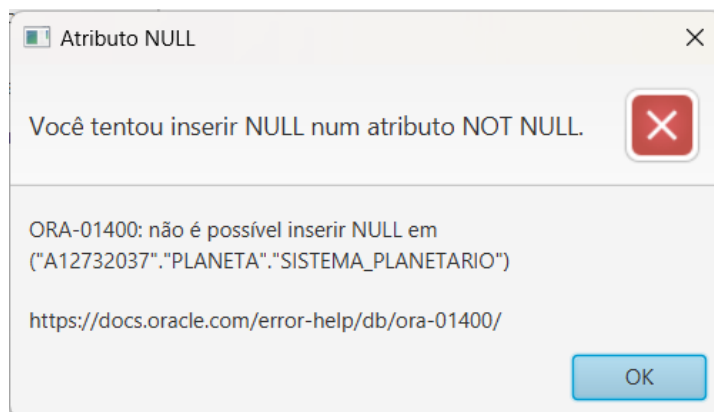 Atributo NULL
Você tentou inserir NULL num atributo NOT NULL.
ORA-01400: não é possível inserir NULL em
("A12732037"."PLANETA"."SISTEMA_PLANETARIO")
https://docs.oracle.com/error-help/db/ora-01400/
OK